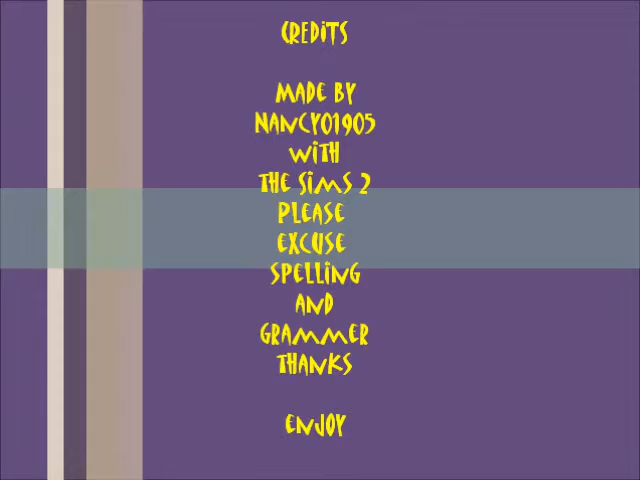 CREDITS
MADE BY
NANCY01905
WITH
THE SIMS 2
PLEASE
EXCUSE
SPELLING
AND
GRAMMER
THANKS
ENJOY